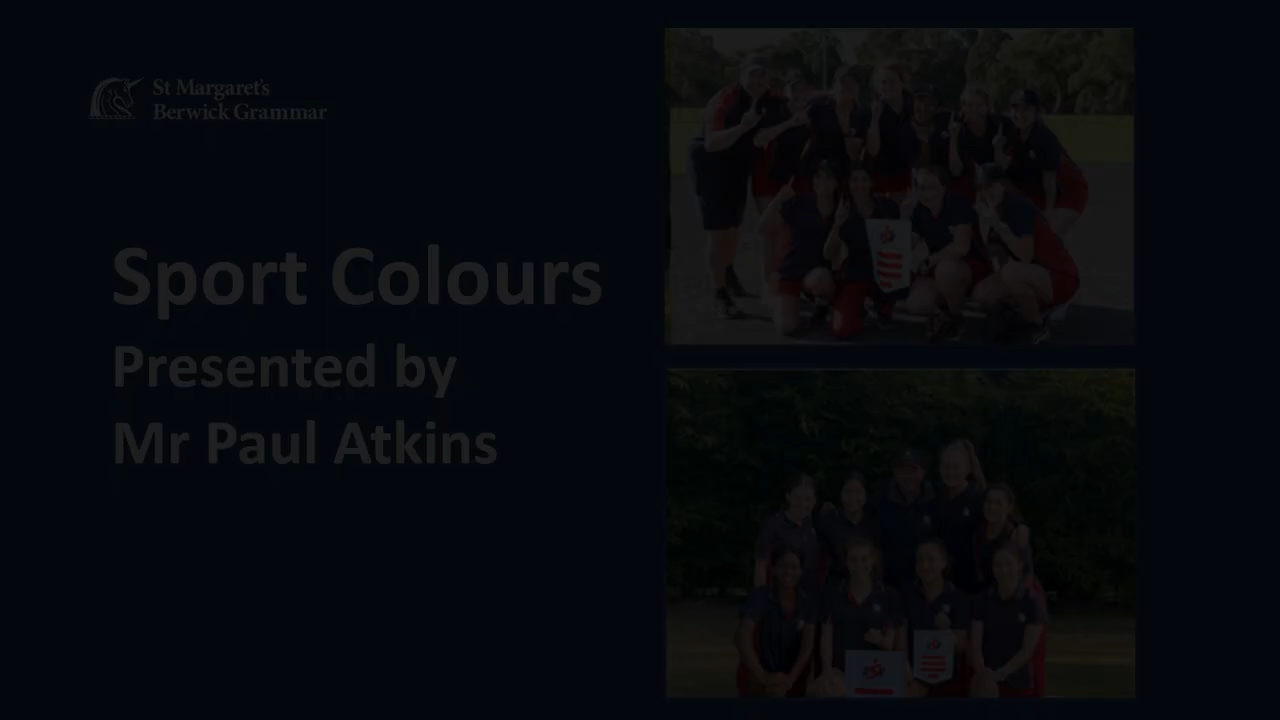 St Margaret's
Berwick Grammar
Sport Colours
Presented by
Mr Paul Atkins